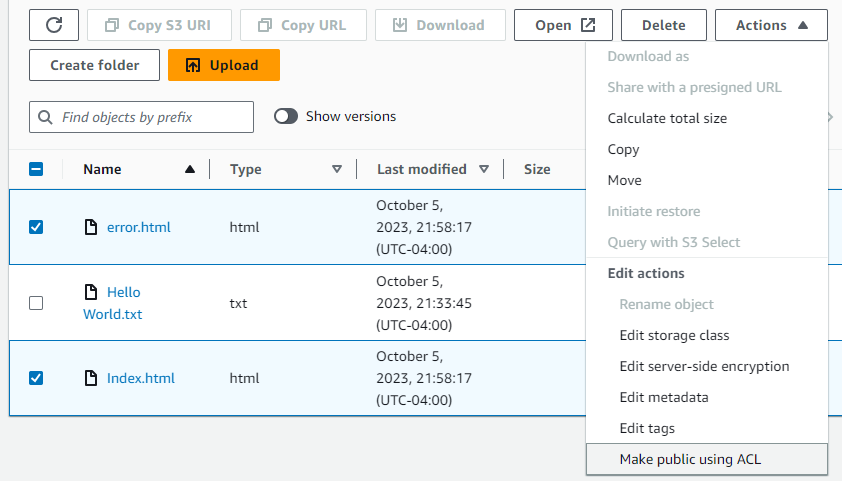 Copy S3 URI
Copy URL
Download
Open
Delete
Actions
Create folder
Upload
Find objects by prefix
Show versions
Name
Type
Last modified
Size
error.html
html
October 5,
2023, 21:58:17
(UTC-04:00)
Hello
World.txt
txt
October 5,
2023, 21:33:45
(UTC-04:00)
Index.html
html
October 5,
2023, 21:58:17
(UTC-04:00)
Download as
Share with a presigned URL
Calculate total size
Copy
Move
Initiate restore
Query with S3 Select
Edit actions
Rename object
Edit storage class
Edit server-side encryption
Edit metadata
Edit tags
Make public using ACL